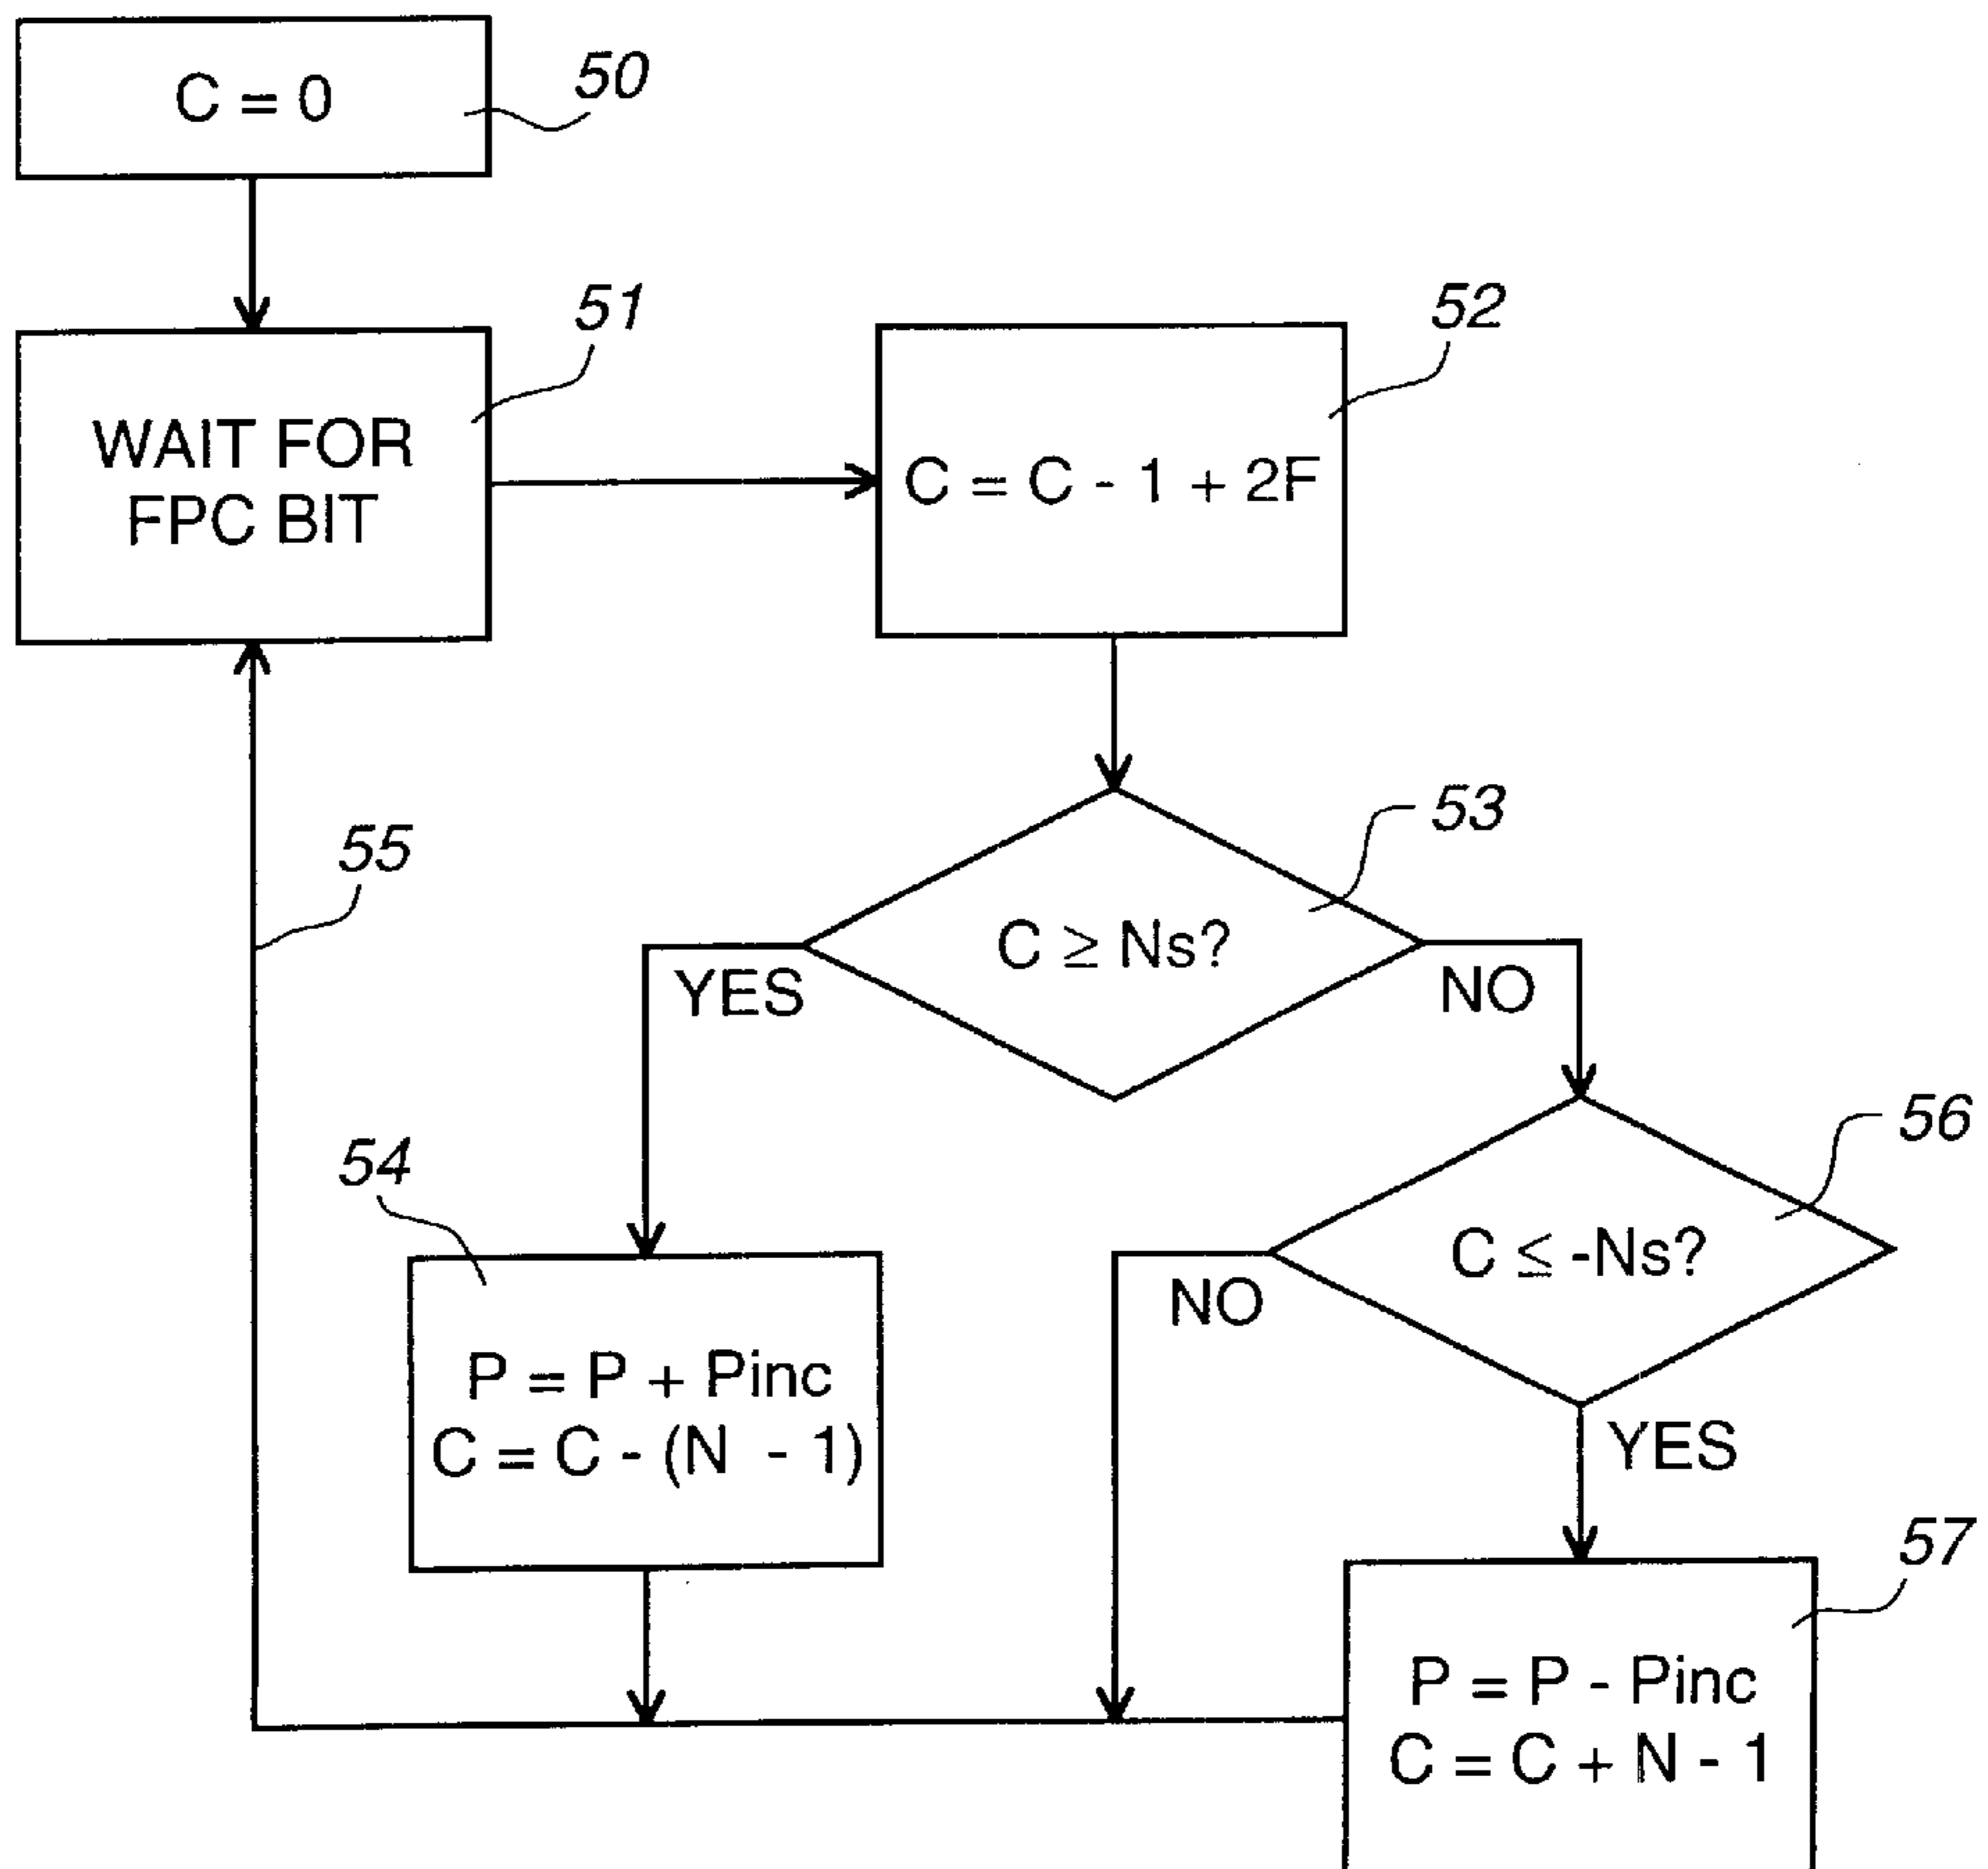 C = 0
50
51
WAIT FOR
FPC BIT
52
C = C - 1 + 2F
53
C ≥ Ns?
YES
NO
55
54
P = P + Pinc
C = C - (N - 1)
56
C ≤ -Ns?
NO
YES
57
P = P - Pinc
C = C + N - 1